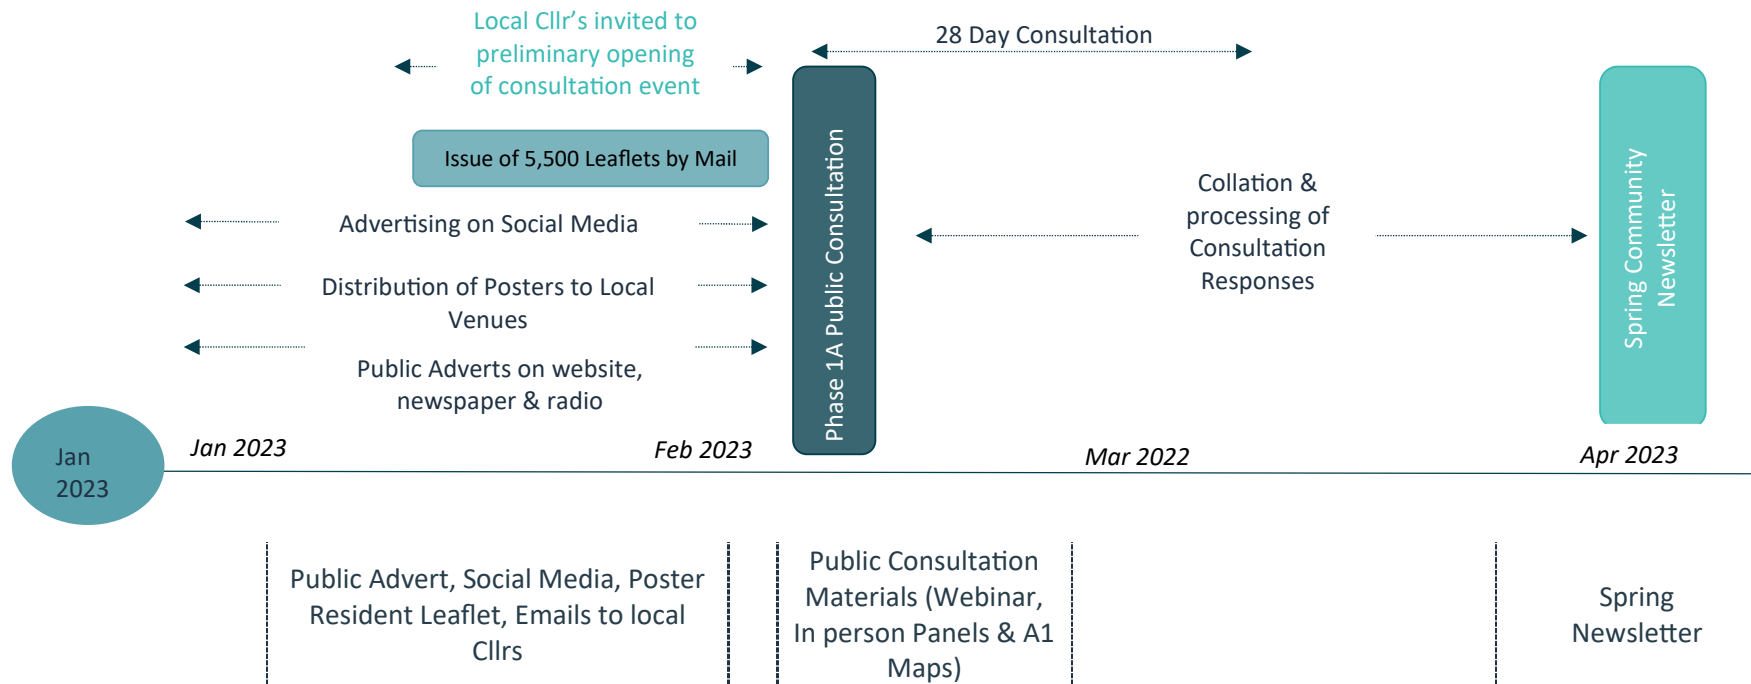 Local Cllr's invited to
preliminary opening
of consultation event
28 Day Consultation
Issue of 5,500 Leaflets by Mail
Advertising on Social Media
Distribution of Posters to Local
Venues
Public Adverts on website,
newspaper & radio
Phase 1A Public Consultation
Collation &
processing of
Consultation
Responses
Spring Community
Newsletter
Jan
2023
Jan 2023
Feb 2023
Mar 2022
Apr 2023
Public Advert, Social Media, Poster
Resident Leaflet, Emails to local
Cllrs
Public Consultation
Materials (Webinar,
In person Panels & A1
Maps)
Spring
Newsletter